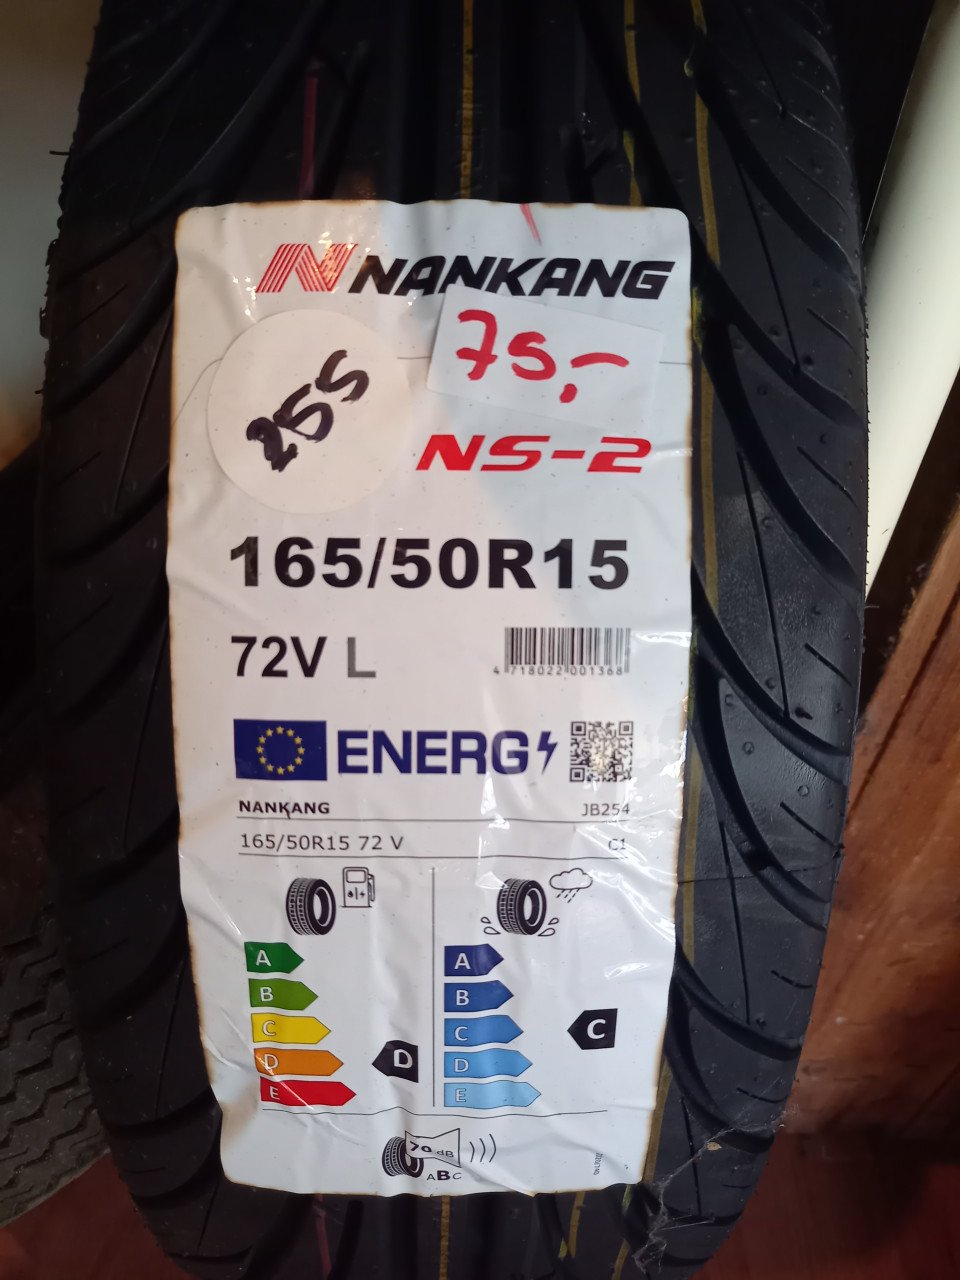 NANKANG
75,-
255
NS-2
165/50R15
72V L
4 718022 001368
ENERG
NANKANG JB254
165/50R15 72 V C1
A A
B B
C C C
D D D
E E
70 dB
ABC